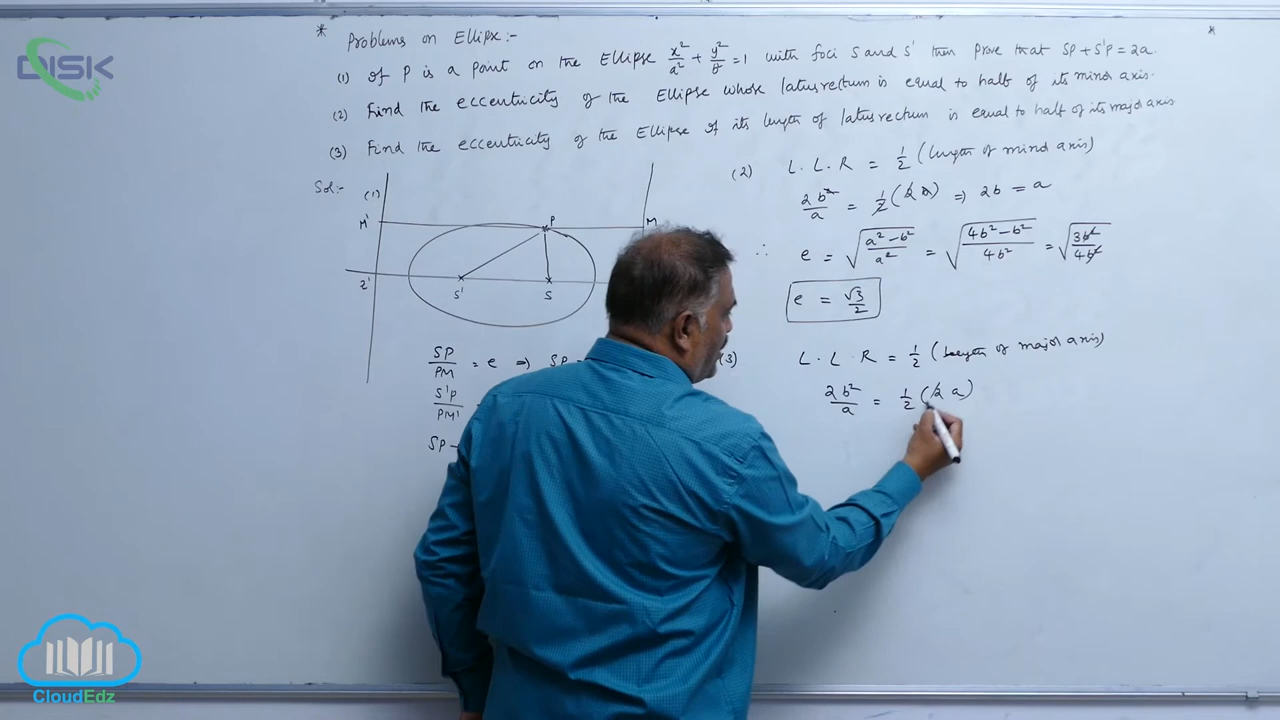 DISK
* Problems on Ellipse:- *
(1) If P is a point on the Ellipse x²/a² + y²/b² = 1 with foci S and S' then prove that SP + S'P = 2a.
(2) Find the eccentricity of the Ellipse whose latusrectum is equal to half of its minor axis.
(3) Find the eccentricity of the Ellipse if its length of latusrectum is equal to half of its major axis
Sol:- (1)
M' P M
Z' S' S
SP/PM = e ⇒ SP =
S'P/PM'
SP
(2) L.L.R = 1/2 (length of minor axis)
2b²/a = 1/2 (2b) ⇒ 2b = a
∴ e = √((a²-b²)/a²) = √((4b²-b²)/4b²) = √(3b²/4b²)
e = √3/2
(3) L.L.R = 1/2 (length of major axis)
2b²/a = 1/2 (2a)
CloudEdz